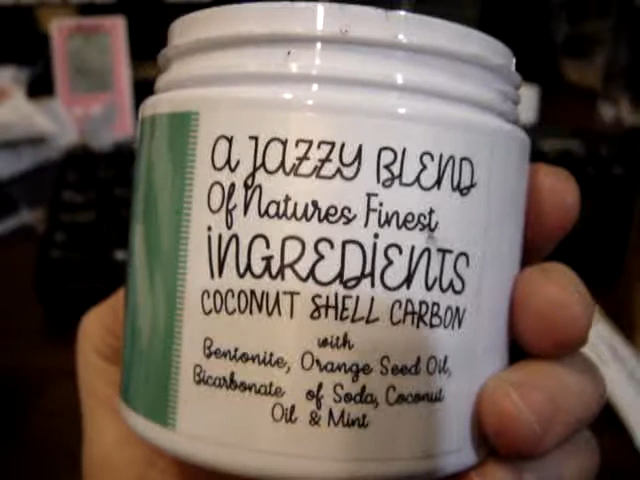 a JAZZY BLEND
Of Natures Finest
iNGREDiENTS
COCONUT SHELL CARBON
with
Bentonite, Orange Seed Oil,
Bicarbonate of Soda, Coconut
Oil & Mint